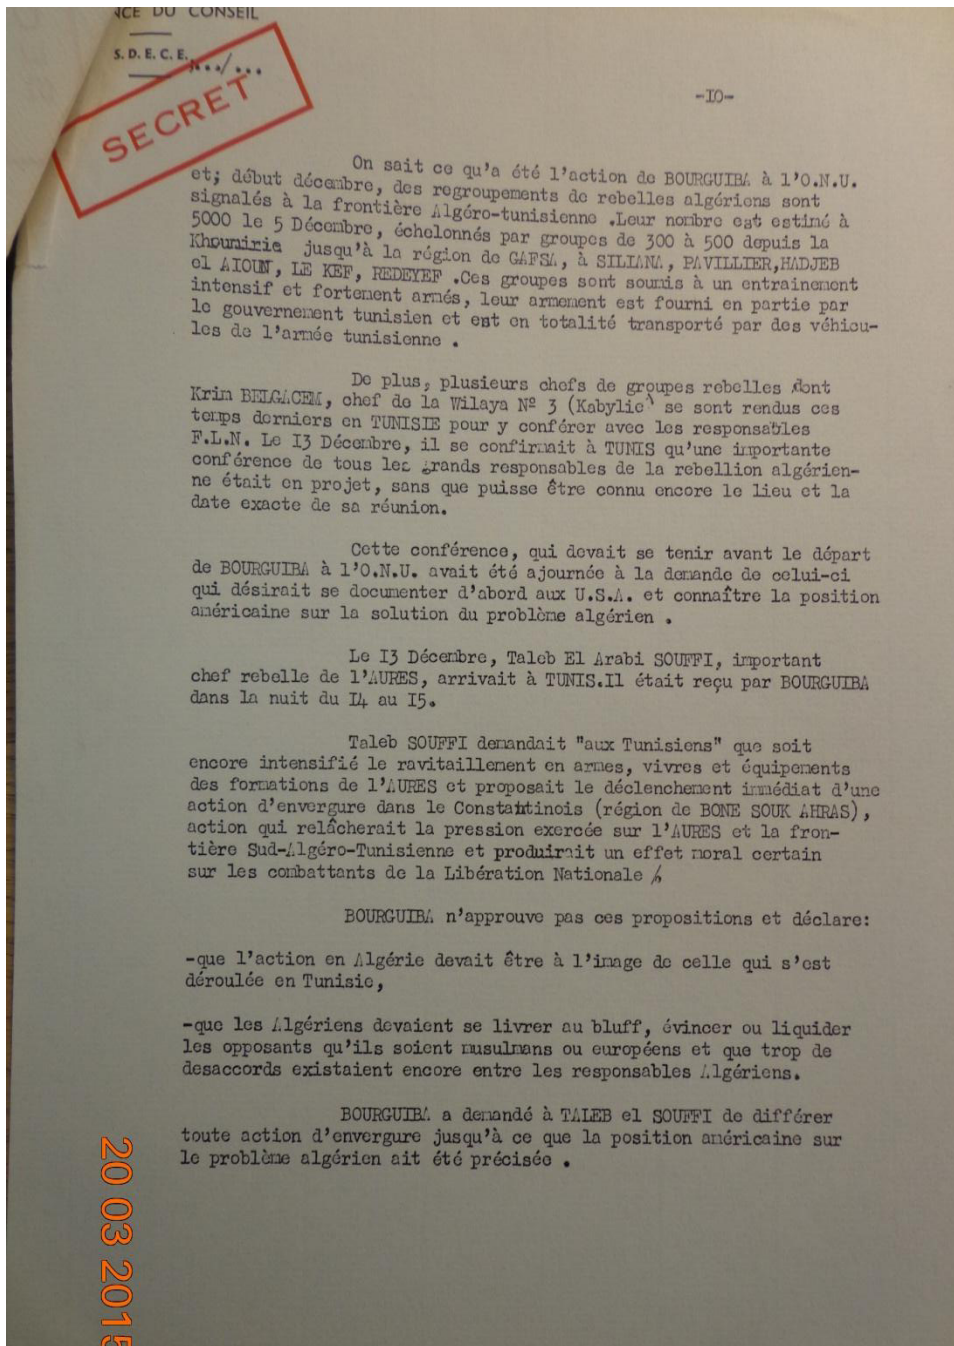 NCE DU CONSEIL
S. D. E. C. E.
.../...
SECRET
-IO-
On sait ce qu'a été l'action de BOURGUIBA à l'O.N.U.
et; début décembre, des regroupements de rebelles algériens sont
signalés à la frontière Algéro-tunisienne .Leur nombre est estimé à
5000 le 5 Décembre, échelonnés par groupes de 300 à 500 depuis la
Khoumirie jusqu'à la région de GAFSA, à SILIANA, PAVILLIER,HADJEB
el AIOUN, LE KEF, REDEYEF .Ces groupes sont soumis à un entrainement
intensif et fortement armés, leur armement est fourni en partie par
le gouvernement tunisien et est en totalité transporté par des véhicu-
les de l'armée tunisienne .
De plus, plusieurs chefs de groupes rebelles dont
Krim BELGACEM, chef de la Wilaya Nº 3 (Kabylie) se sont rendus ces
temps derniers en TUNISIE pour y conférer avec les responsables
F.L.N. Le I3 Décembre, il se confirmait à TUNIS qu'une importante
conférence de tous les grands responsables de la rebellion algérien-
ne était en projet, sans que puisse être connu encore le lieu et la
date exacte de sa réunion.
Cette conférence, qui devait se tenir avant le départ
de BOURGUIBA à l'O.N.U. avait été ajournée à la demande de celui-ci
qui désirait se documenter d'abord aux U.S.A. et connaître la position
américaine sur la solution du problème algérien .
Le I3 Décembre, Taleb El Arabi SOUFFI, important
chef rebelle de l'AURES, arrivait à TUNIS.Il était reçu par BOURGUIBA
dans la nuit du I4 au I5.
Taleb SOUFFI demandait "aux Tunisiens" que soit
encore intensifié le ravitaillement en armes, vivres et équipements
des formations de l'AURES et proposait le déclenchement immédiat d'une
action d'envergure dans le Constantinois (région de BONE SOUK AHRAS),
action qui relâcherait la pression exercée sur l'AURES et la fron-
tière Sud-Algéro-Tunisienne et produirait un effet moral certain
sur les combattants de la Libération Nationale .
BOURGUIBA n'approuve pas ces propositions et déclare:
-que l'action en Algérie devait être à l'image de celle qui s'est
déroulée en Tunisie,
-que les Algériens devaient se livrer au bluff, évincer ou liquider
les opposants qu'ils soient musulmans ou européens et que trop de
desaccords existaient encore entre les responsables Algériens.
BOURGUIBA a demandé à TALEB el SOUFFI de différer
toute action d'envergure jusqu'à ce que la position américaine sur
le problème algérien ait été précisée .
20 03 2015